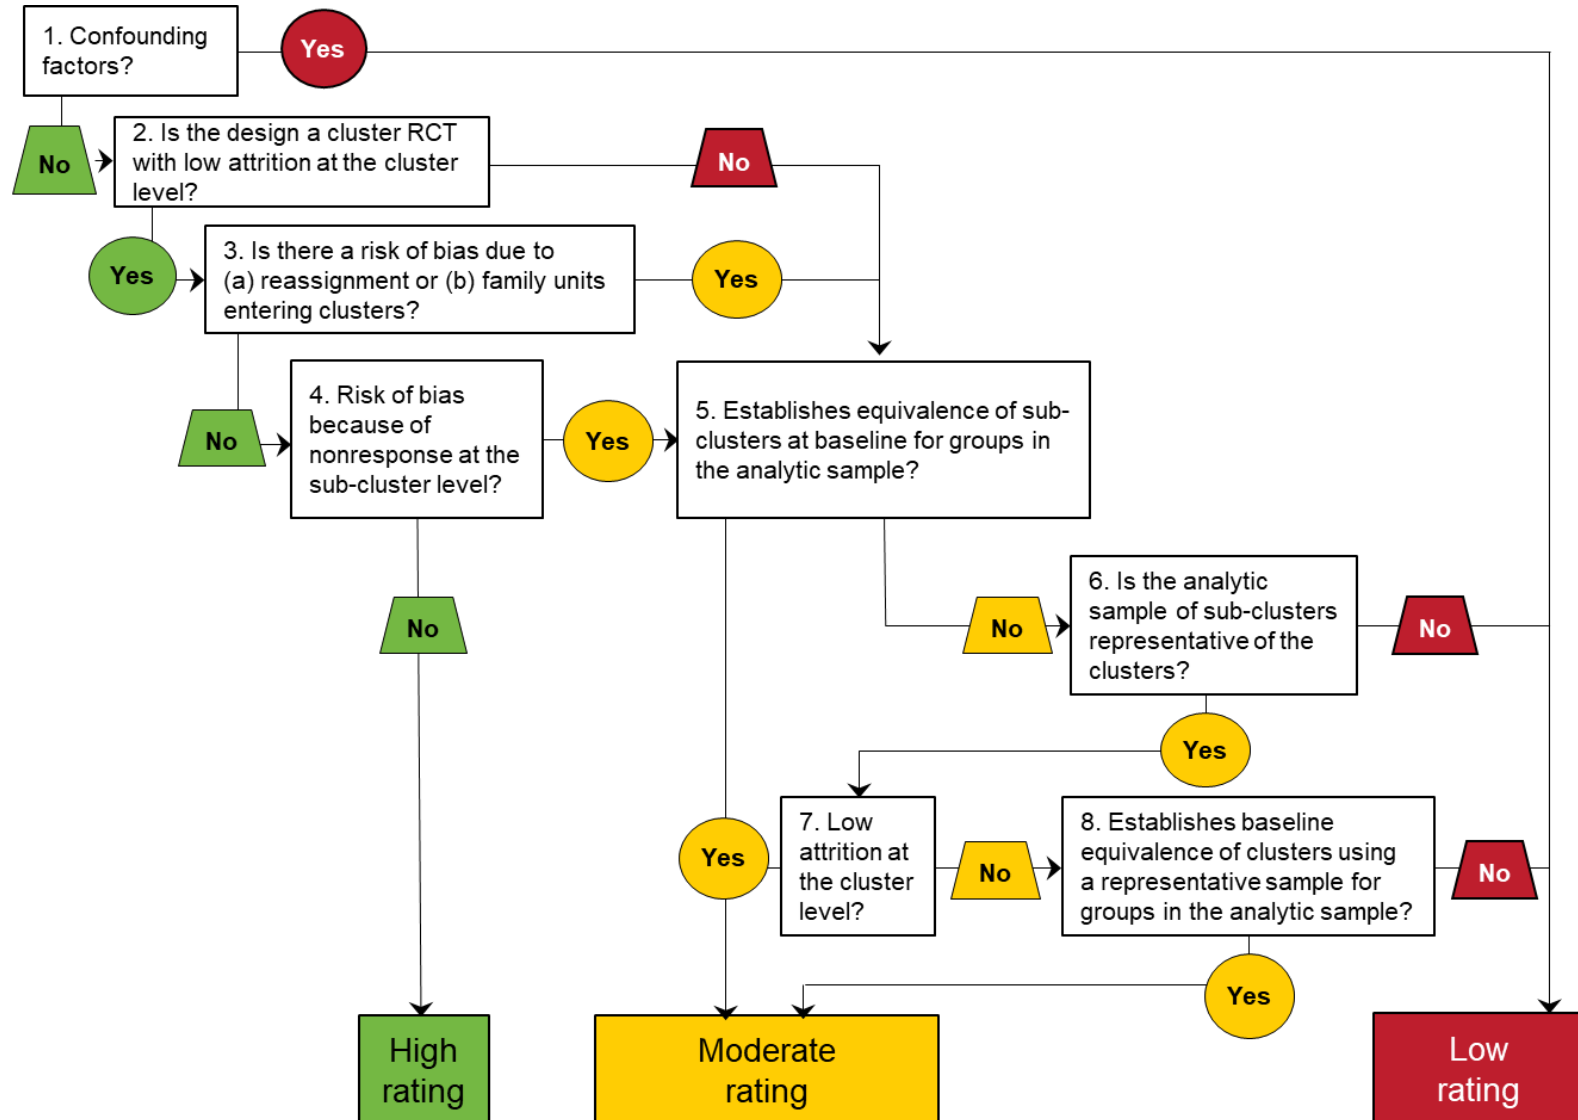 1. Confounding
factors?
Yes
No
2. Is the design a cluster RCT
with low attrition at the cluster
level?
No
Yes
3. Is there a risk of bias due to
(a) reassignment or (b) family units
entering clusters?
Yes
No
4. Risk of bias
because of
nonresponse at the
sub-cluster level?
Yes
5. Establishes equivalence of sub-
clusters at baseline for groups in
the analytic sample?
No
No
6. Is the analytic
sample of sub-clusters
representative of the
clusters?
No
Yes
Yes
7. Low
attrition at
the cluster
level?
No
8. Establishes baseline
equivalence of clusters using
a representative sample for
groups in the analytic sample?
No
Yes
High
rating
Moderate
rating
Low
rating